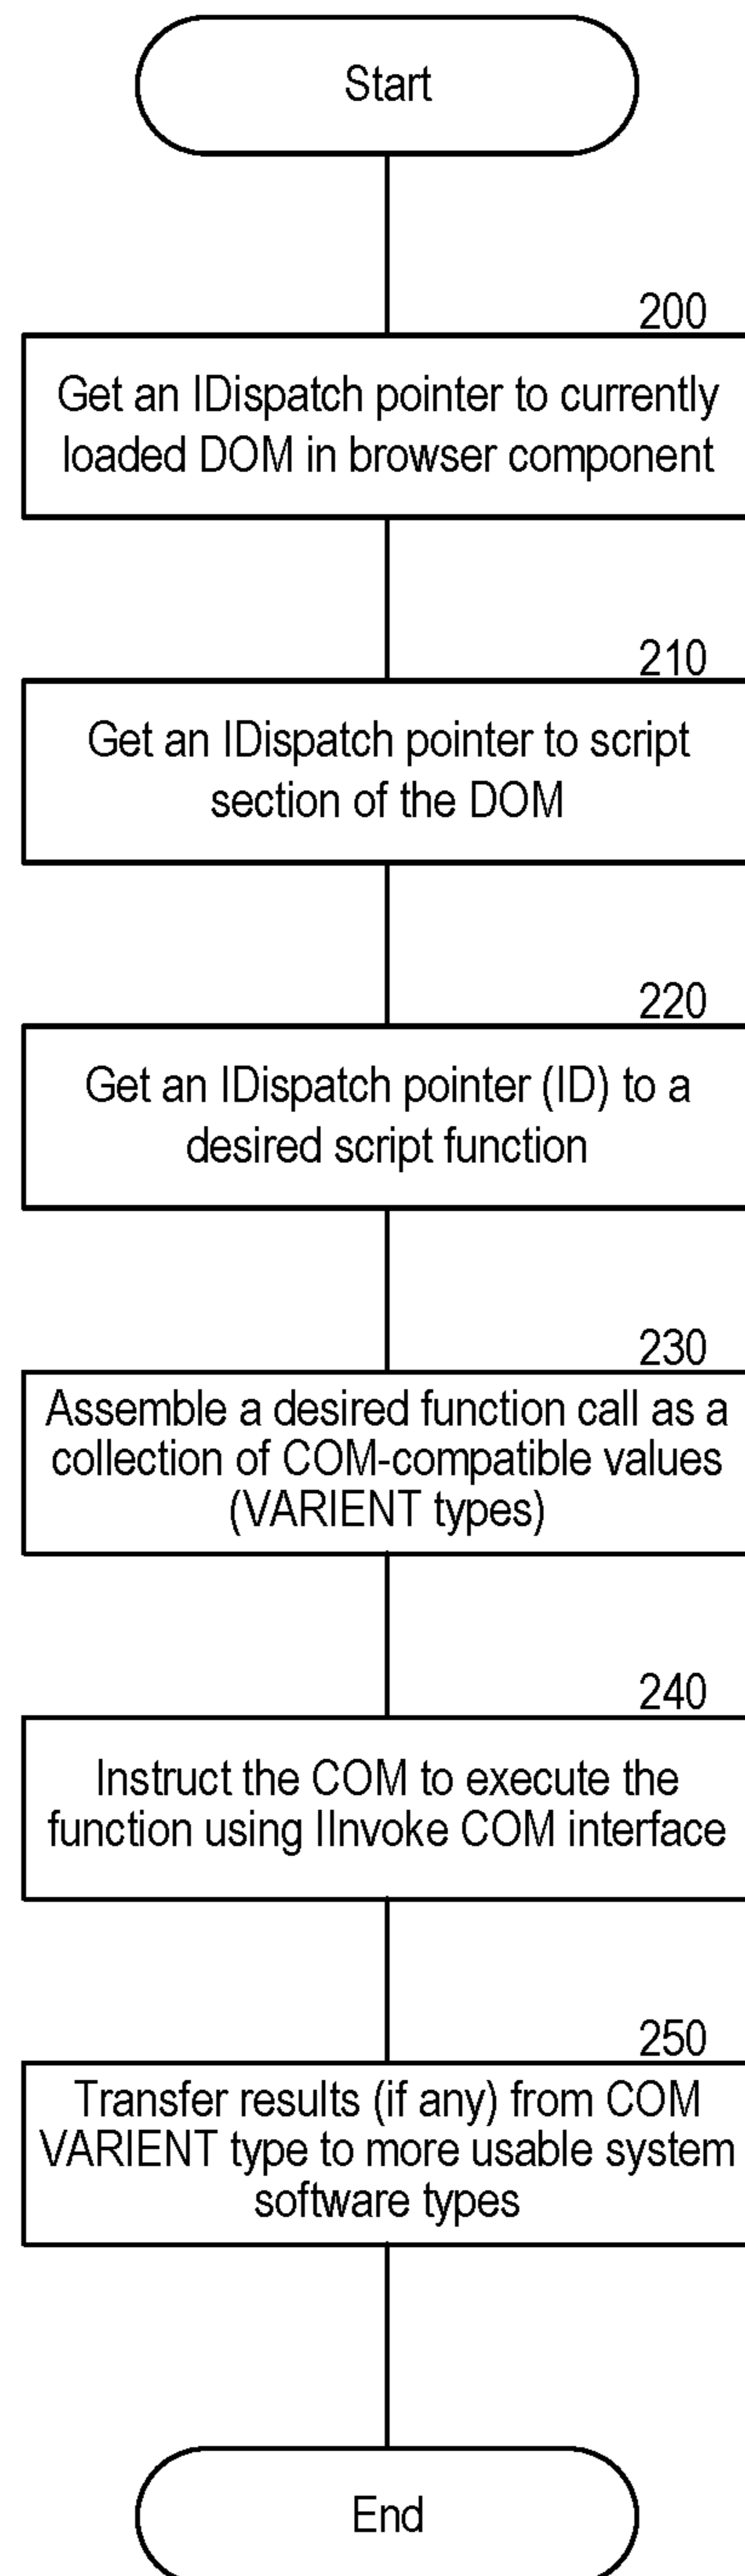 Start
200
Get an IDispatch pointer to currently
loaded DOM in browser component
210
Get an IDispatch pointer to script
section of the DOM
220
Get an IDispatch pointer (ID) to a
desired script function
230
Assemble a desired function call as a
collection of COM-compatible values
(VARIENT types)
240
Instruct the COM to execute the
function using IInvoke COM interface
250
Transfer results (if any) from COM
VARIENT type to more usable system
software types
End